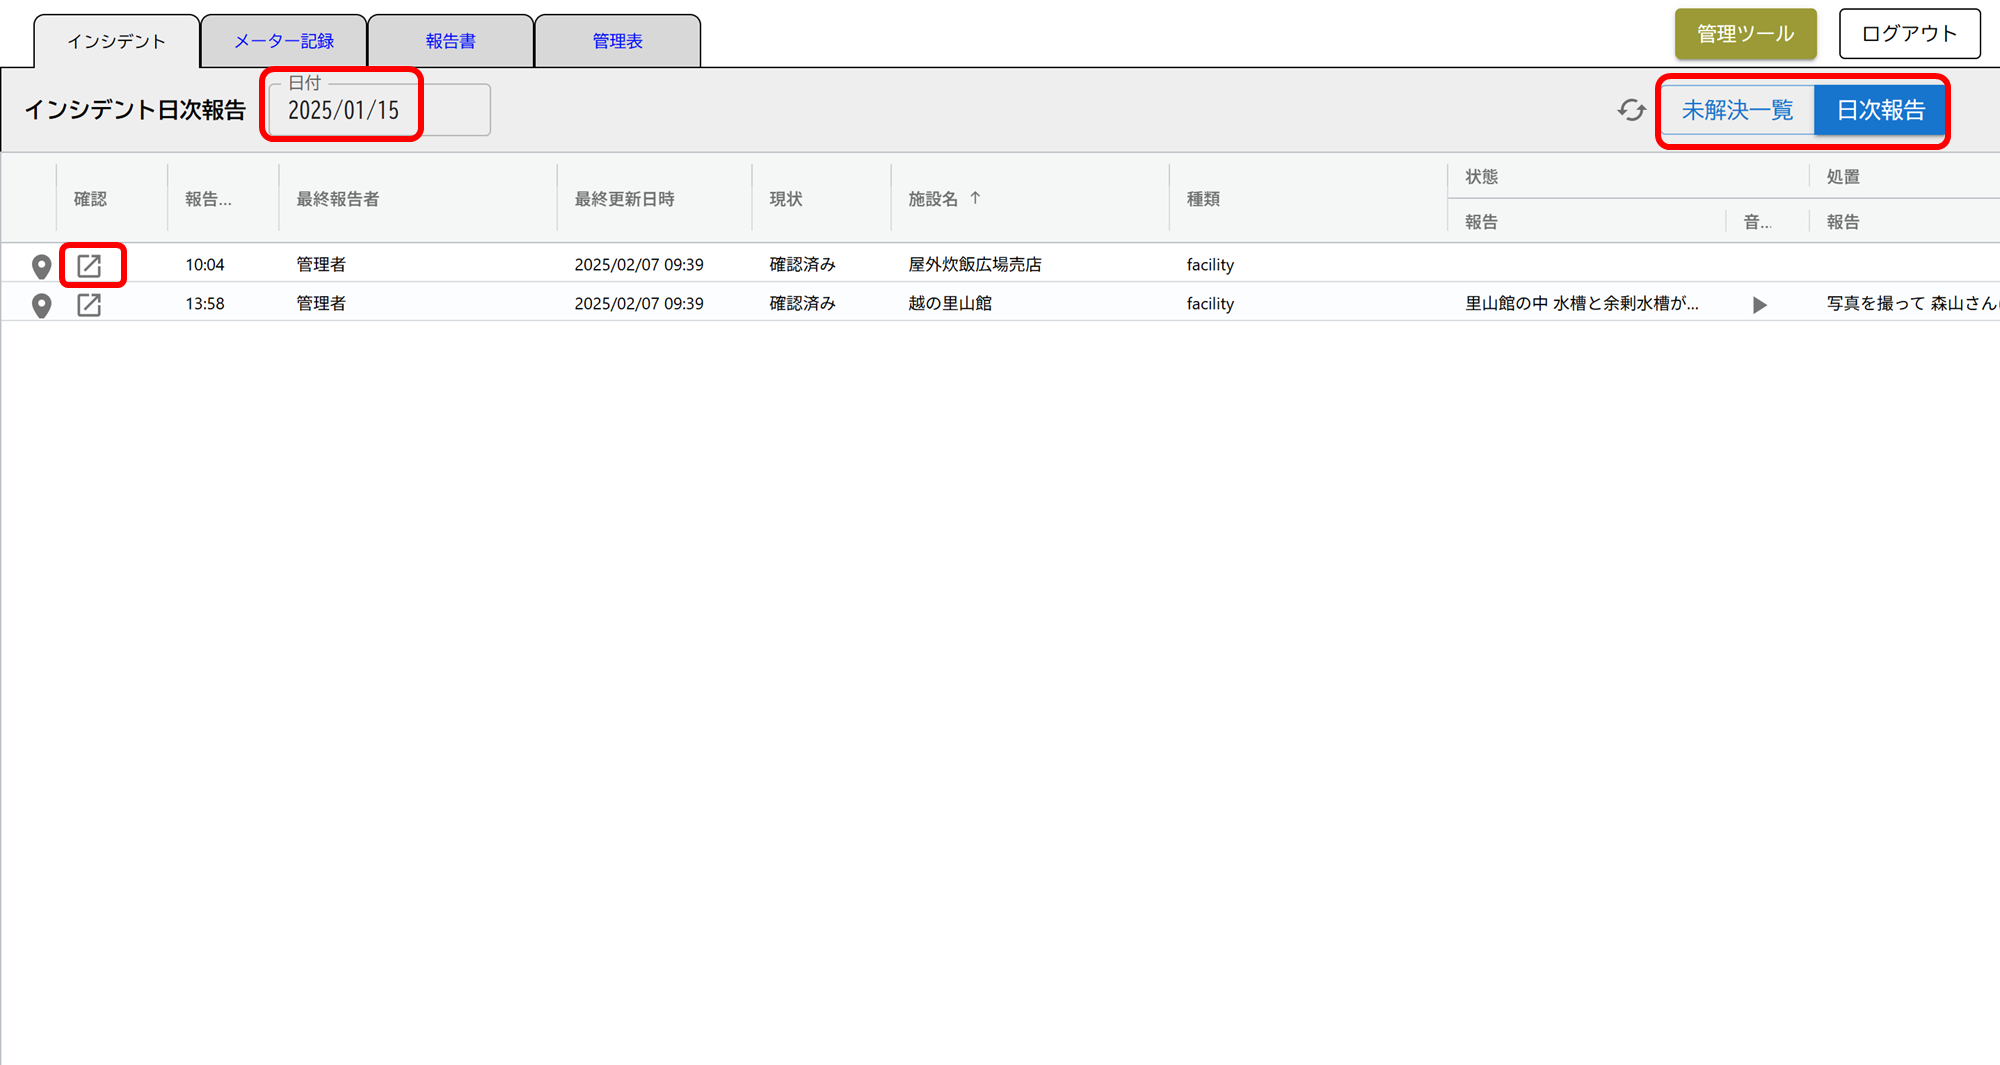 インシデント
メーター記録
報告書
管理表
管理ツール
ログアウト
インシデント日次報告
日付
2025/01/15
未解決一覧
日次報告
確認
報告...
最終報告者
最終更新日時
現状
施設名 ↑
種類
状態
処置
報告
音...
報告
10:04 管理者 2025/02/07 09:39 確認済み 屋外炊飯広場売店 facility
13:58 管理者 2025/02/07 09:39 確認済み 越の里山館 facility 里山館の中 水槽と余剰水槽が... 写真を撮って 森山さん